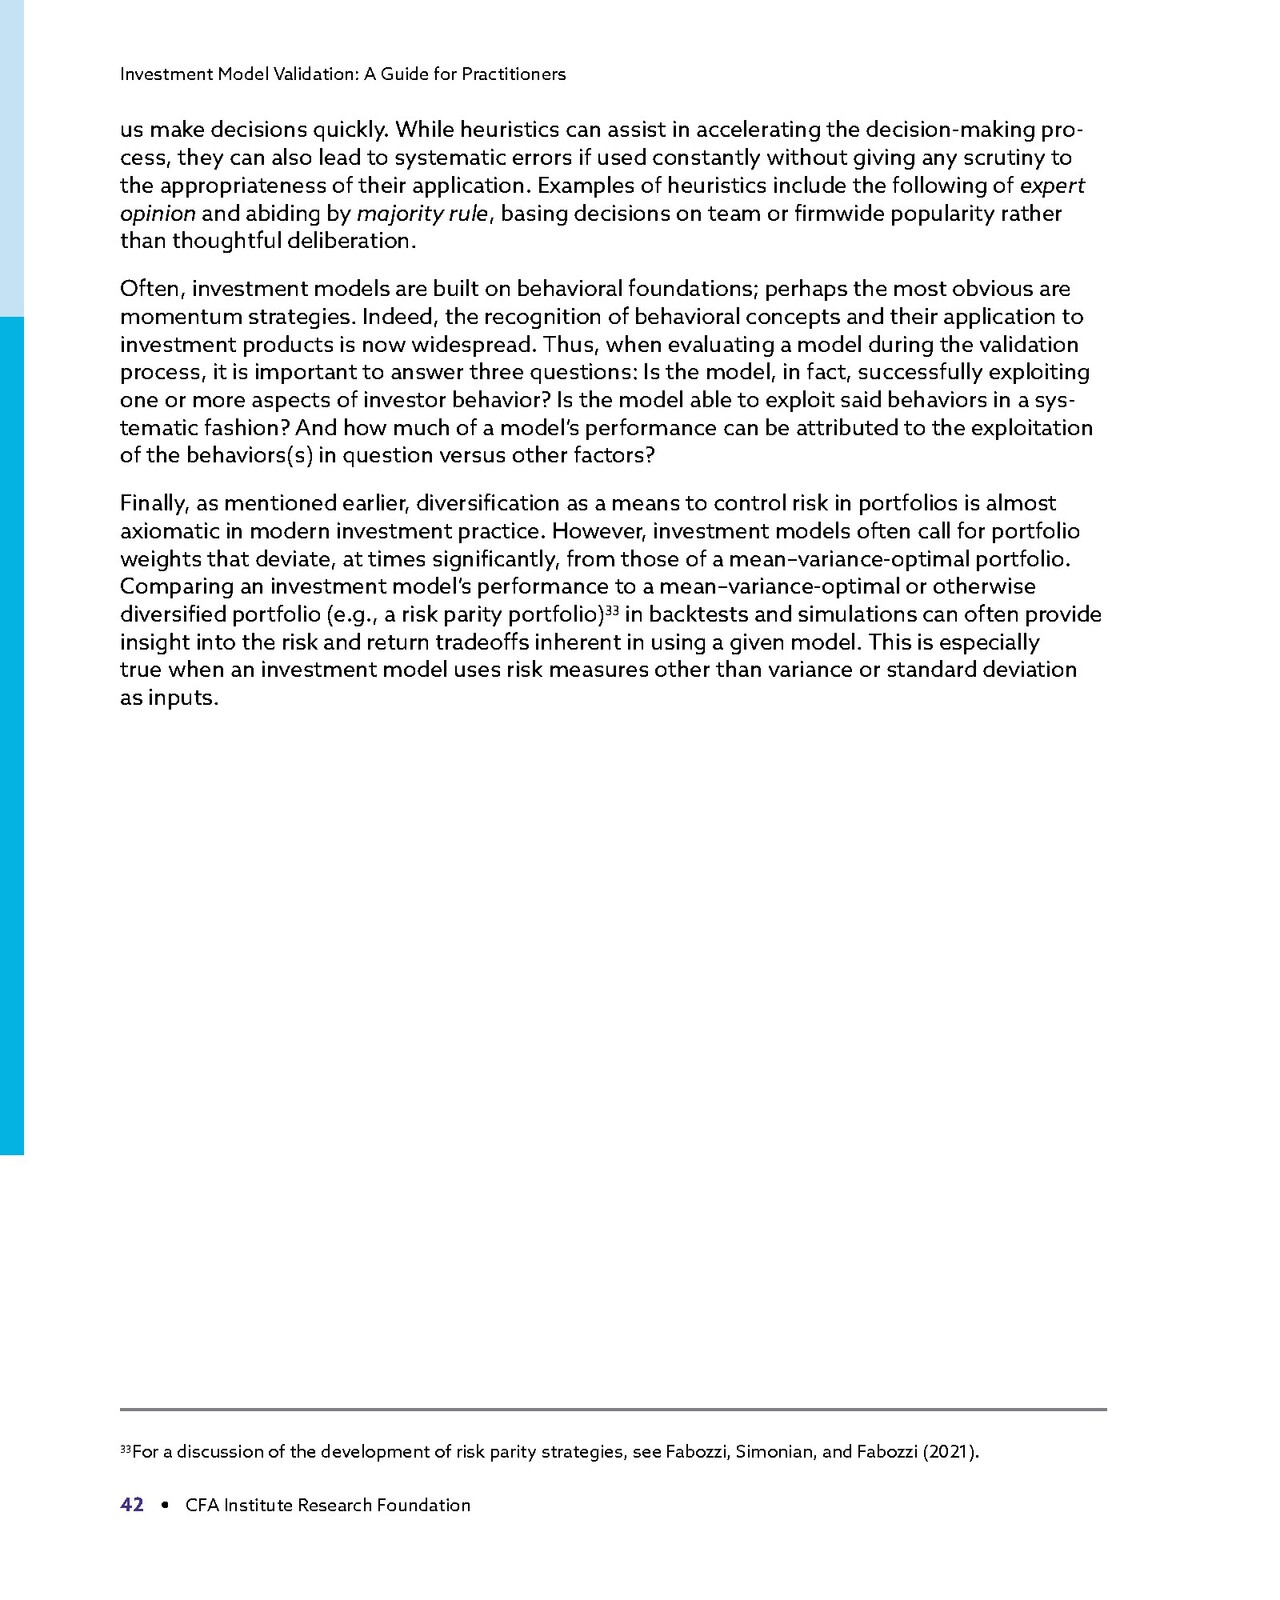 Investment Model Validation: A Guide for Practitioners
us make decisions quickly. While heuristics can assist in accelerating the decision-making pro-
cess, they can also lead to systematic errors if used constantly without giving any scrutiny to
the appropriateness of their application. Examples of heuristics include the following of expert
opinion and abiding by majority rule, basing decisions on team or firmwide popularity rather
than thoughtful deliberation.
Often, investment models are built on behavioral foundations; perhaps the most obvious are
momentum strategies. Indeed, the recognition of behavioral concepts and their application to
investment products is now widespread. Thus, when evaluating a model during the validation
process, it is important to answer three questions: Is the model, in fact, successfully exploiting
one or more aspects of investor behavior? Is the model able to exploit said behaviors in a sys-
tematic fashion? And how much of a model's performance can be attributed to the exploitation
of the behaviors(s) in question versus other factors?
Finally, as mentioned earlier, diversification as a means to control risk in portfolios is almost
axiomatic in modern investment practice. However, investment models often call for portfolio
weights that deviate, at times significantly, from those of a mean–variance-optimal portfolio.
Comparing an investment model's performance to a mean–variance-optimal or otherwise
diversified portfolio (e.g., a risk parity portfolio)³³ in backtests and simulations can often provide
insight into the risk and return tradeoffs inherent in using a given model. This is especially
true when an investment model uses risk measures other than variance or standard deviation
as inputs.
³³For a discussion of the development of risk parity strategies, see Fabozzi, Simonian, and Fabozzi (2021).
42 • CFA Institute Research Foundation